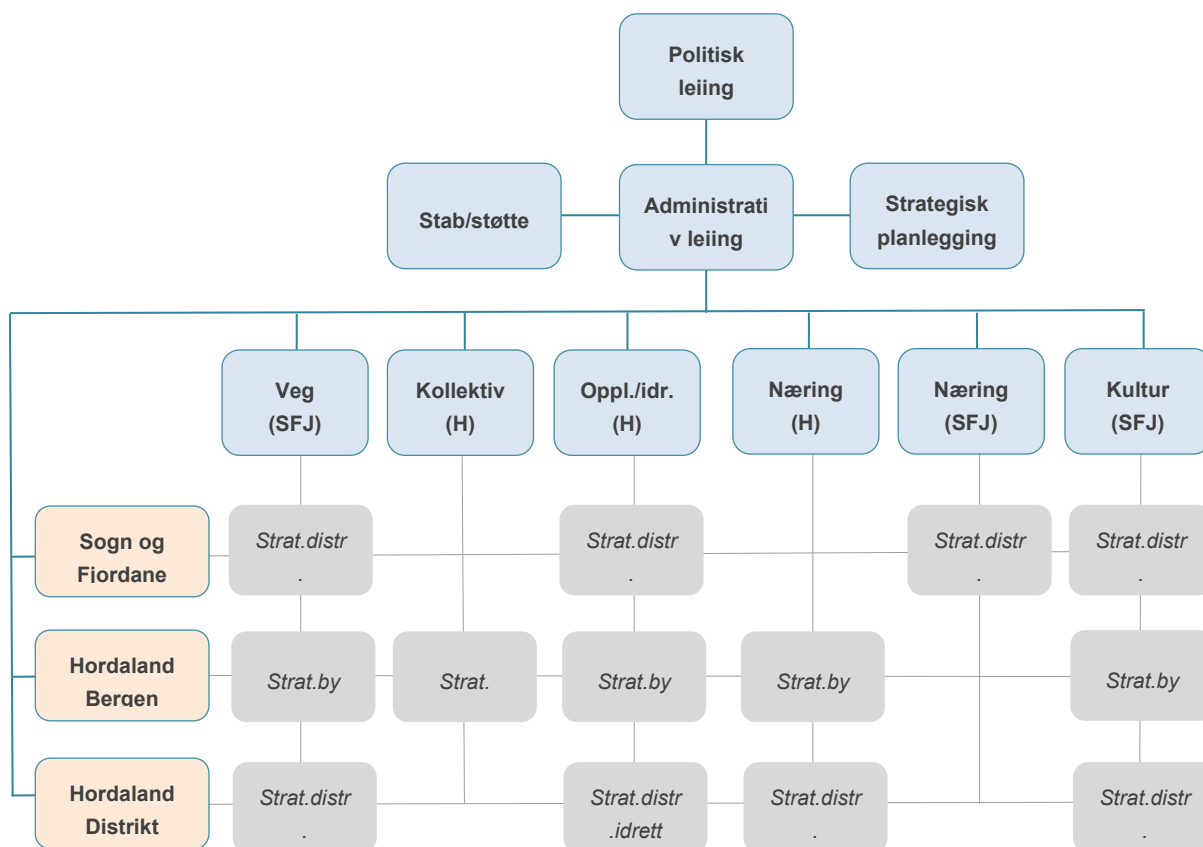 Politisk
leiing
Stab/støtte
Administrati
v leiing
Strategisk
planlegging
Veg
(SFJ)
Kollektiv
(H)
Oppl./idr.
(H)
Næring
(H)
Næring
(SFJ)
Kultur
(SFJ)
Sogn og
Fjordane
Strat.distr
.
Strat.distr
.
Strat.distr
.
Strat.distr
.
Hordaland
Bergen
Strat.by
Strat.
Strat.by
Strat.by
Strat.by
Hordaland
Distrikt
Strat.distr
.
Strat.distr
.idrett
Strat.distr
.
Strat.distr
.